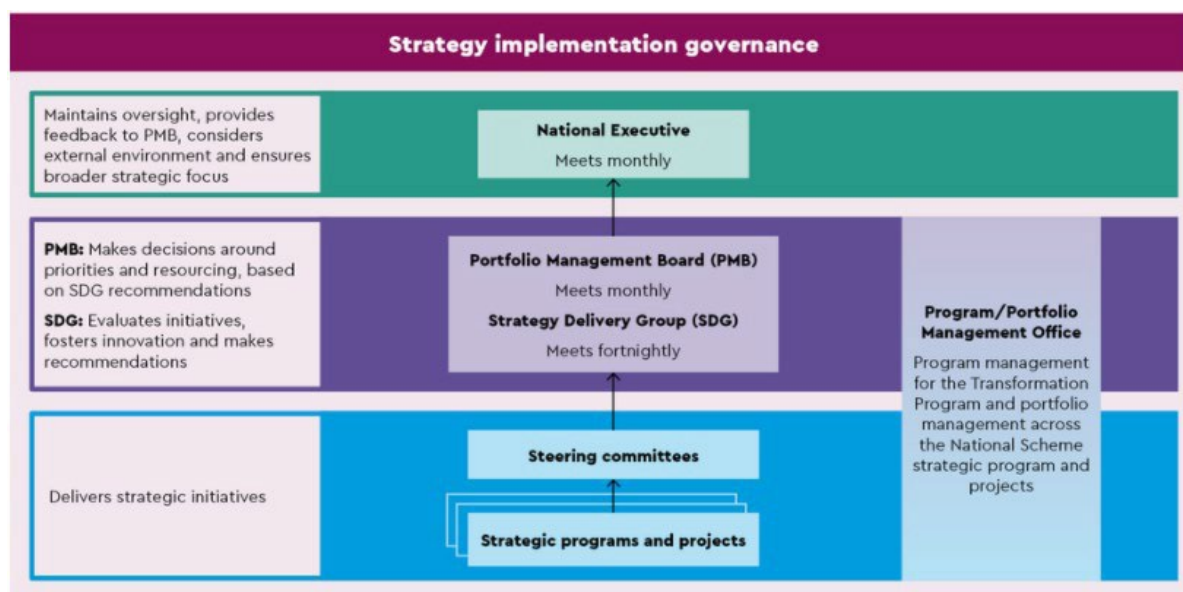 Strategy implementation governance
Maintains oversight, provides
feedback to PMB, considers
external environment and ensures
broader strategic focus
National Executive
Meets monthly
PMB: Makes decisions around
priorities and resourcing, based
on SDG recommendations
SDG: Evaluates initiatives,
fosters innovation and makes
recommendations
Portfolio Management Board (PMB)
Meets monthly
Strategy Delivery Group (SDG)
Meets fortnightly
Program/Portfolio
Management Office
Program management
for the Transformation
Program and portfolio
management across
the National Scheme
strategic program and
projects
Delivers strategic initiatives
Steering committees
Strategic programs and projects